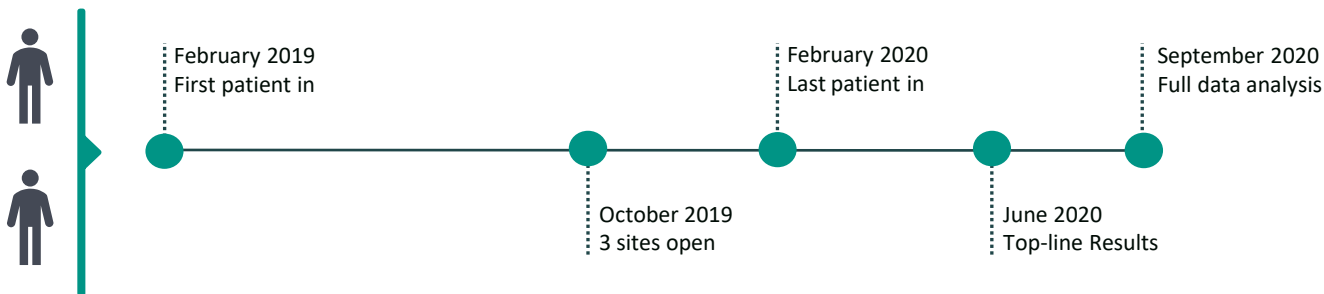 February 2019
First patient in
October 2019
3 sites open
February 2020
Last patient in
June 2020
Top-line Results
September 2020
Full data analysis